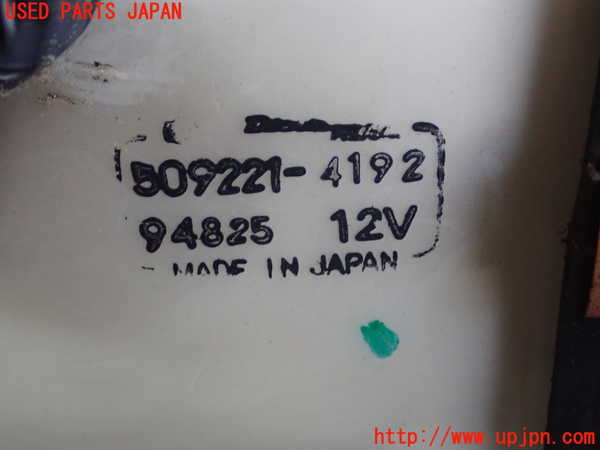 USED PARTS JAPAN
509221-4192
94825 12V
- MADE IN JAPAN
http://www.upjpn.com/